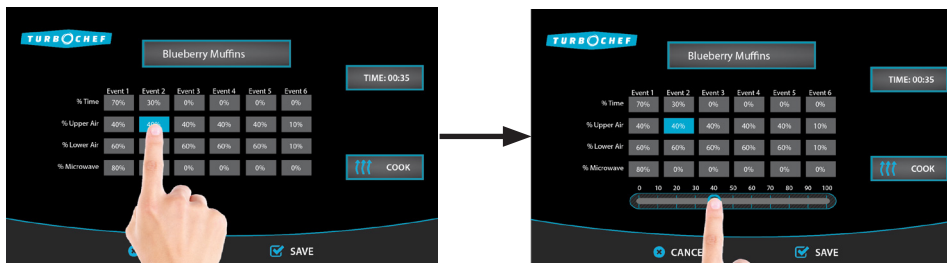 TURBOCHEF
Blueberry Muffins
TIME: 00:35
Event 1 Event 2 Event 3 Event 4 Event 5 Event 6
% Time 70% 30% 0% 0% 0% 0%
% Upper Air 40% 40% 40% 40% 40% 10%
% Lower Air 60% 60% 60% 60% 10%
% Microwave 80% 0% 0% 0% 0%
COOK
SAVE
TURBOCHEF
Blueberry Muffins
TIME: 00:35
Event 1 Event 2 Event 3 Event 4 Event 5 Event 6
% Time 70% 30% 0% 0% 0% 0%
% Upper Air 40% 40% 40% 40% 40% 10%
% Lower Air 60% 60% 60% 60% 60% 10%
% Microwave 80% 0% 0% 0% 0% 0%
COOK
0 10 20 30 40 50 60 70 80 90 100
CANCE
SAVE